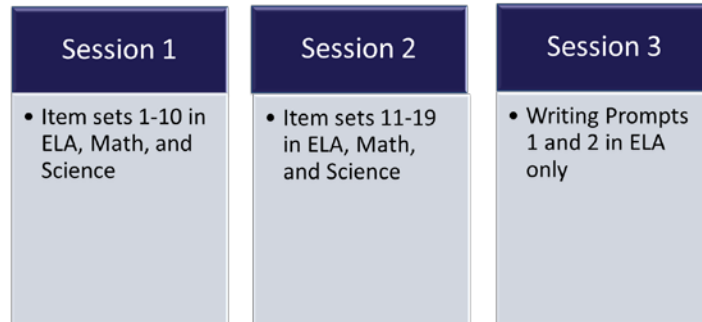 Session 1
• Item sets 1-10 in
ELA, Math, and
Science
Session 2
• Item sets 11-19
in ELA, Math,
and Science
Session 3
• Writing Prompts
1 and 2 in ELA
only